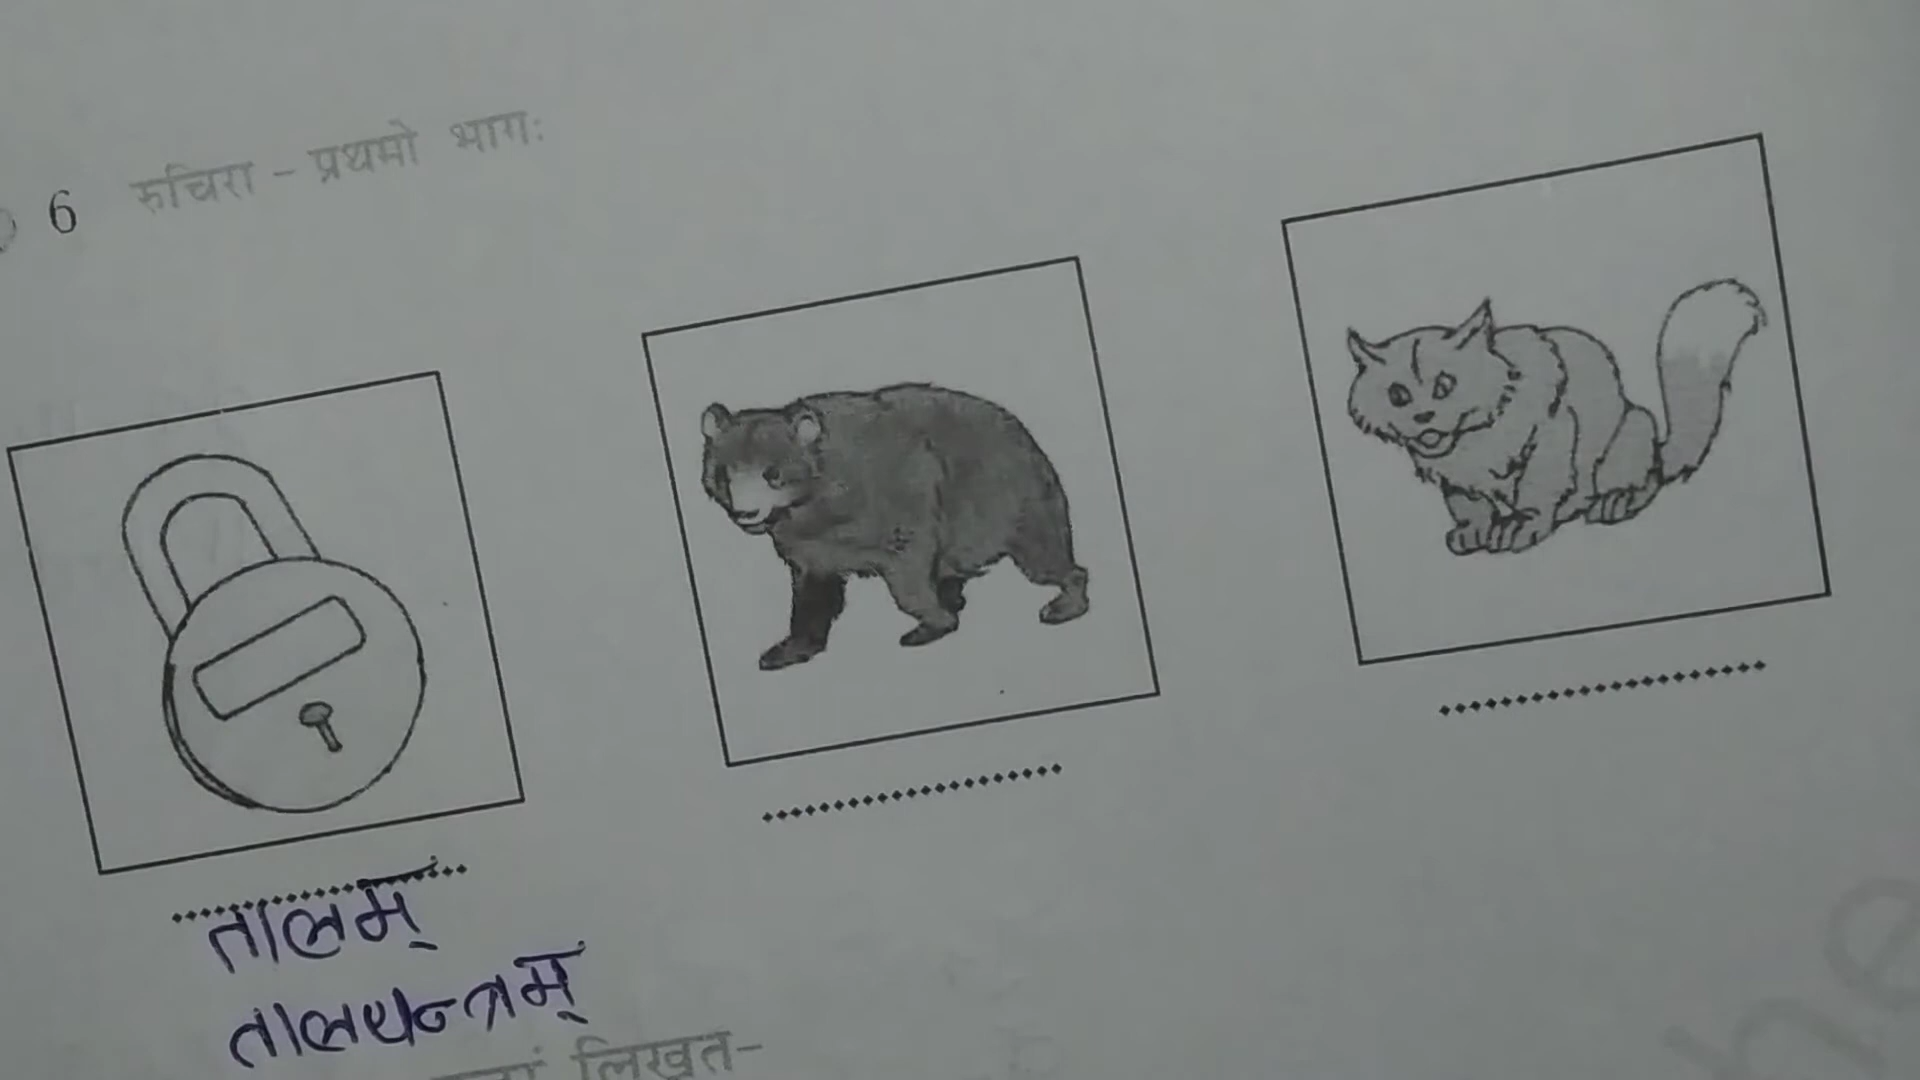 6 रुचिरा – प्रथमो भागः
तालम्
तालयन्त्रम्
लिखत–